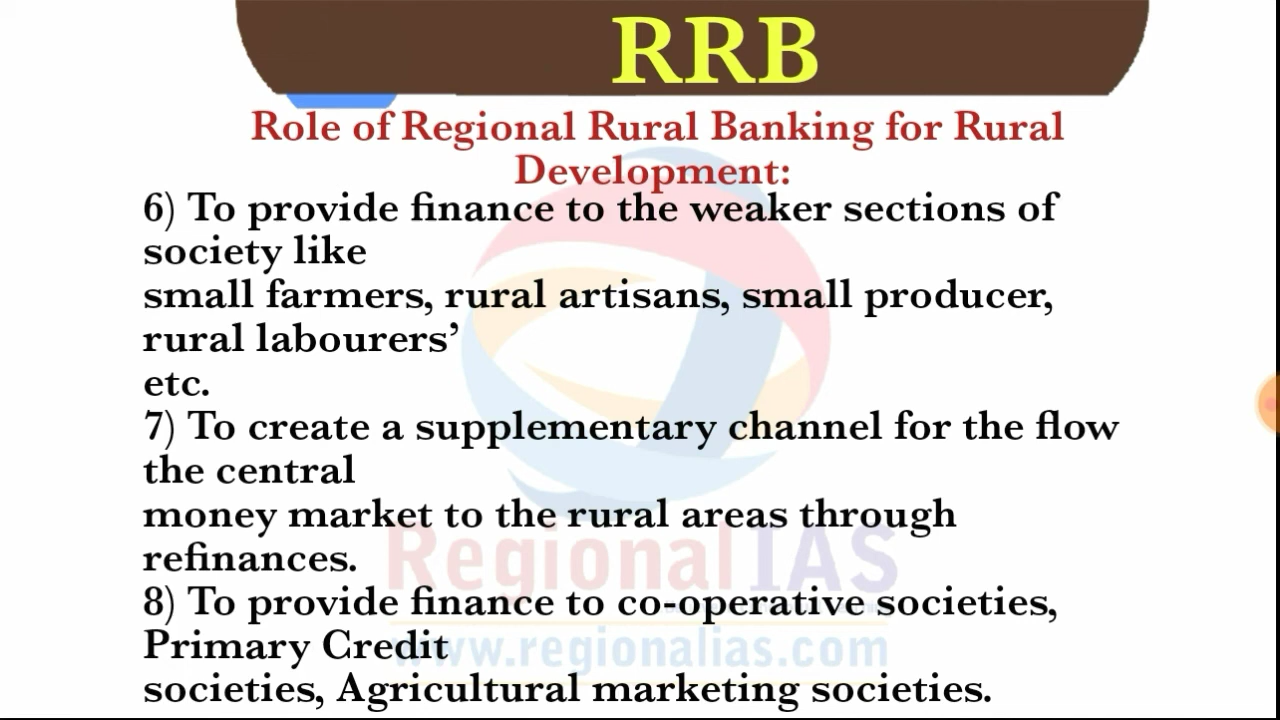 RRB
Role of Regional Rural Banking for Rural
Development:
6) To provide finance to the weaker sections of
society like
small farmers, rural artisans, small producer,
rural labourers’
etc.
7) To create a supplementary channel for the flow
the central
money market to the rural areas through
refinances.
8) To provide finance to co-operative societies,
Primary Credit
societies, Agricultural marketing societies.
Regional IAS
www.regionalias.com